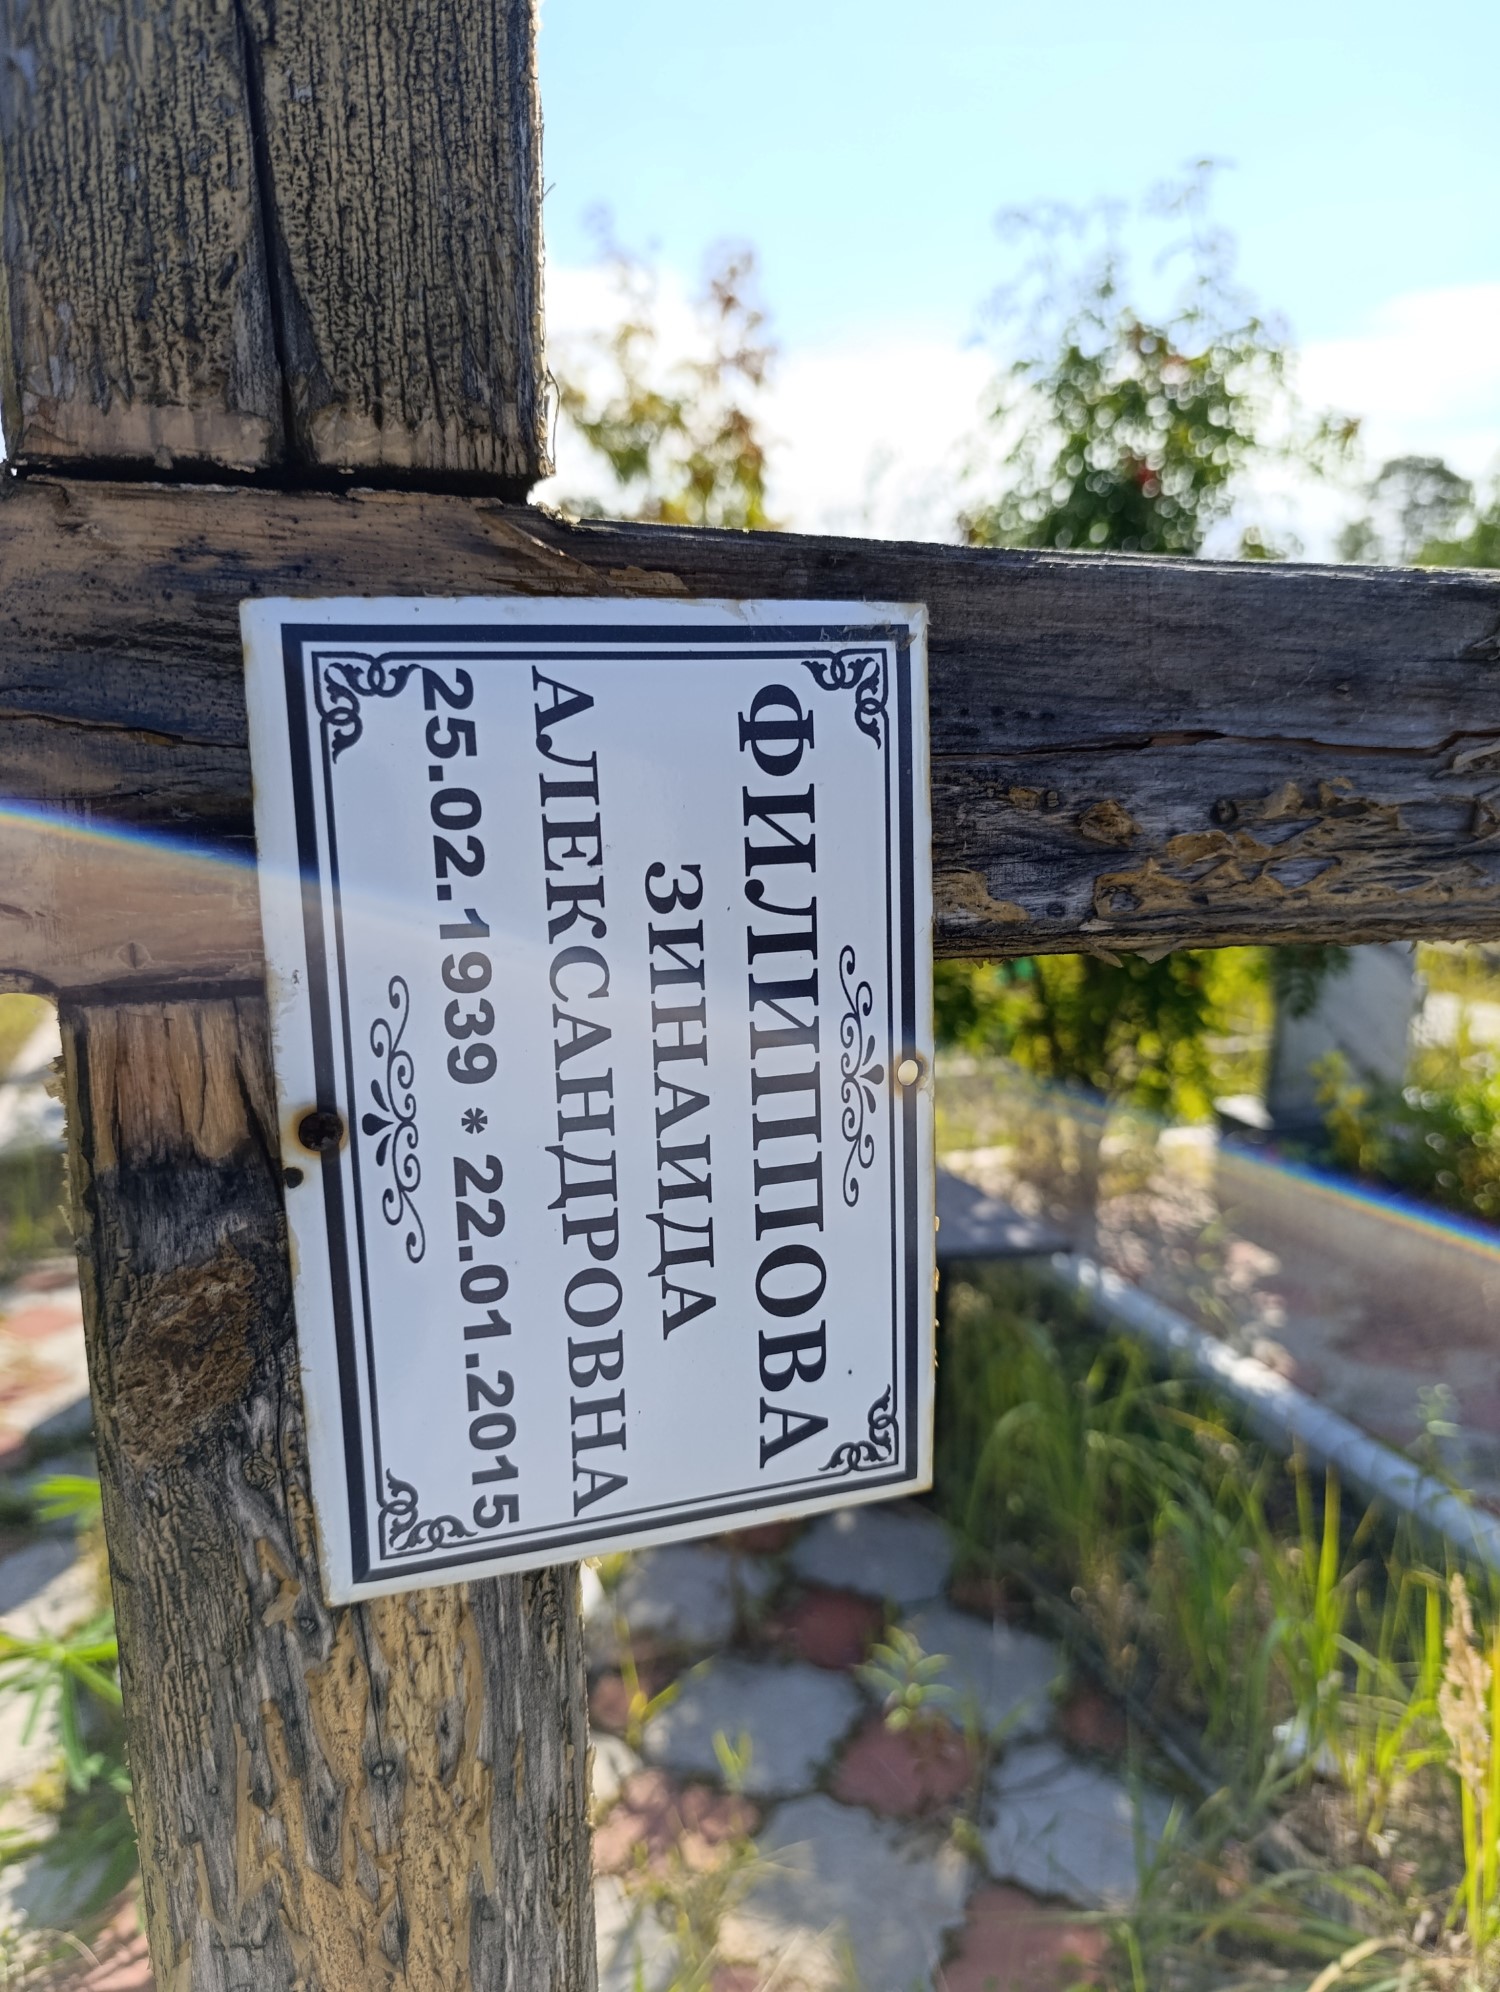 ФИЛИППОВА
ЗИНАИДА
АЛЕКСАНДРОВНА
25.02.1939 * 22.01.2015